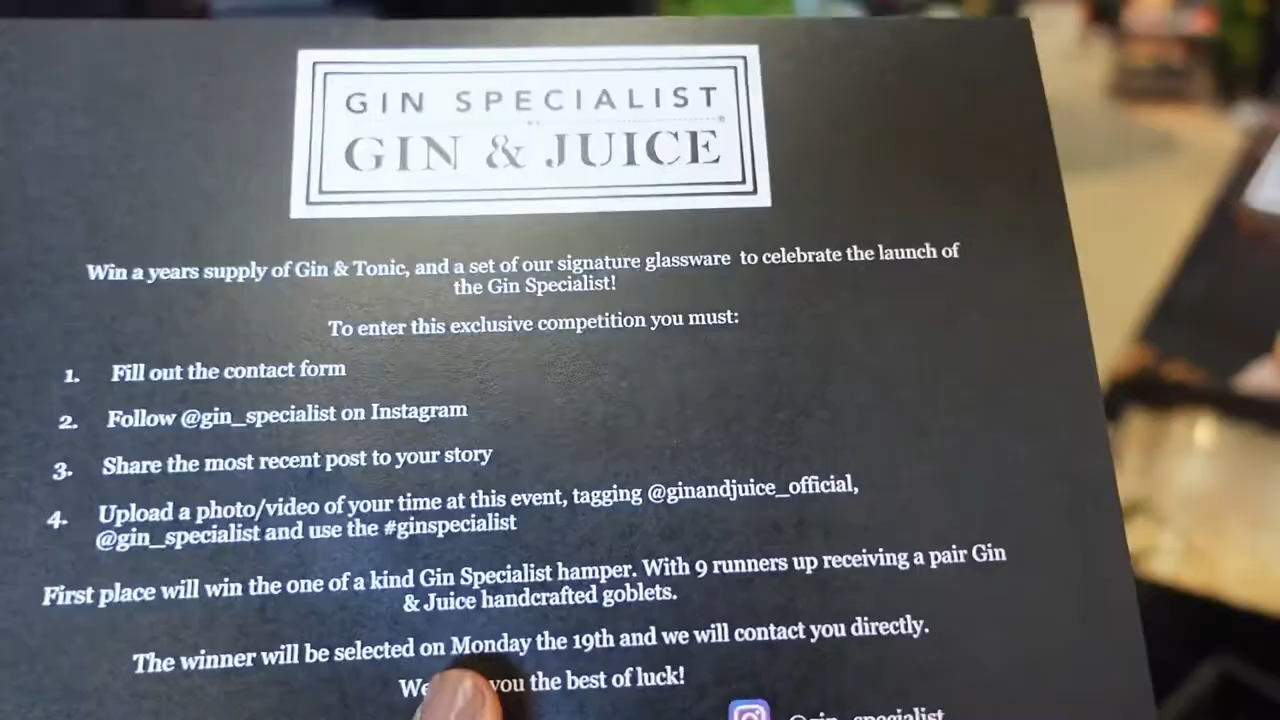 GIN SPECIALIST
GIN & JUICE
Win a years supply of Gin & Tonic, and a set of our signature glassware to celebrate the launch of
the Gin Specialist!
To enter this exclusive competition you must:
1. Fill out the contact form
2. Follow @gin_specialist on Instagram
3. Share the most recent post to your story
4. Upload a photo/video of your time at this event, tagging @ginandjuice_official,
@gin_specialist and use the #ginspecialist
First place will win the one of a kind Gin Specialist hamper. With 9 runners up receiving a pair Gin
& Juice handcrafted goblets.
The winner will be selected on Monday the 19th and we will contact you directly.
We you the best of luck!
@gin_specialist